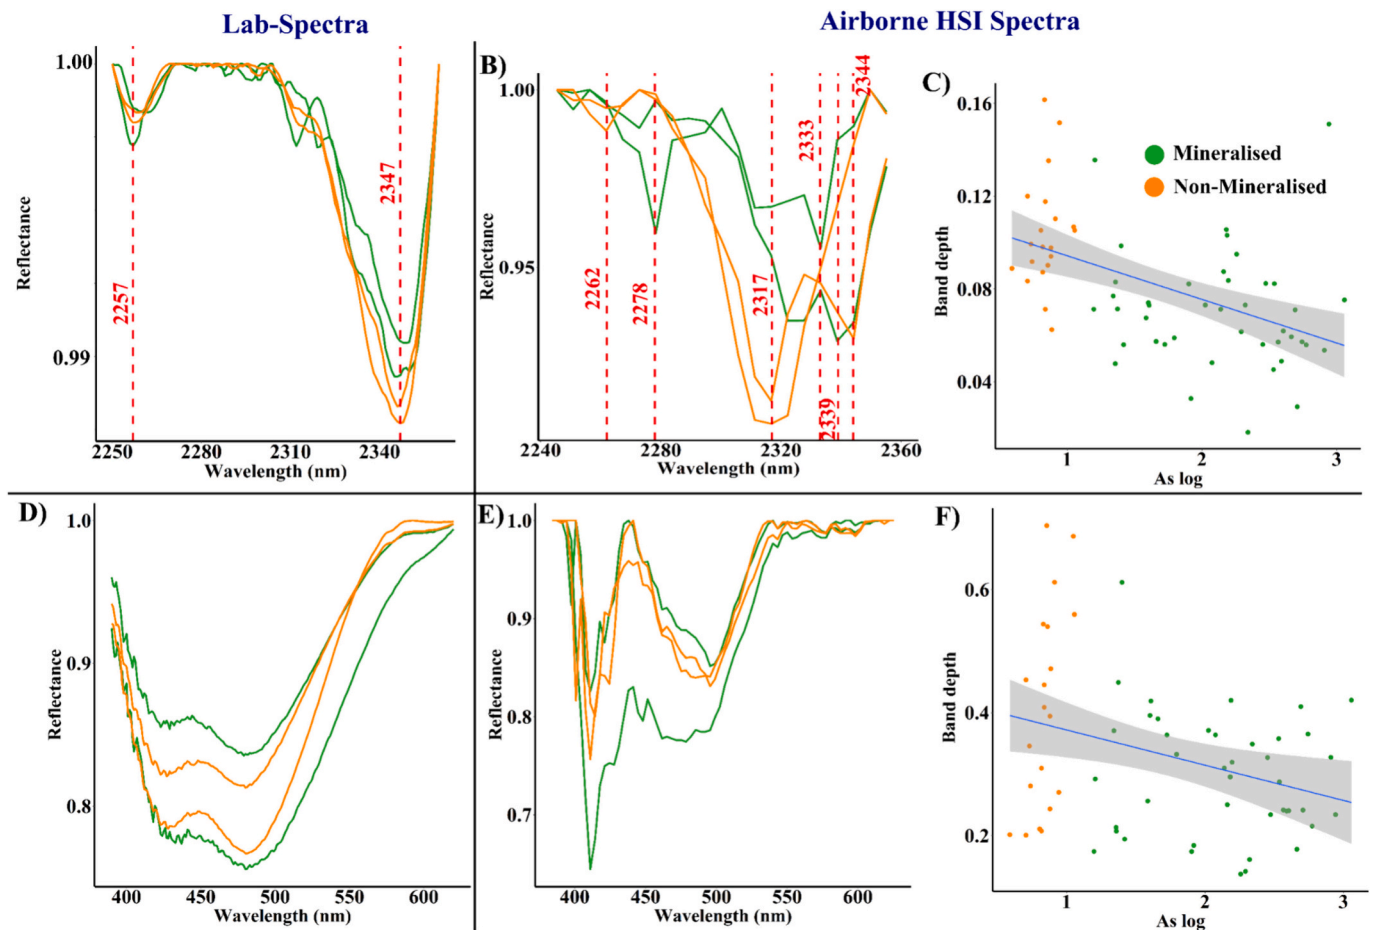 Lab-Spectra
Airborne HSI Spectra
1.00
0.99
Reflectance
2257
2347
2250 2280 2310 2340
Wavelength (nm)
B)
1.00
0.95
Reflectance
2262
2278
2317
2333
2339
2344
2240 2280 2320 2360
Wavelength (nm)
C)
0.16
0.12
0.08
0.04
Band depth
Mineralised
Non-Mineralised
1 2 3
As log
D)
1.0
0.9
0.8
Reflectance
400 450 500 550 600
Wavelength (nm)
E)
1.0
0.9
0.8
0.7
Reflectance
400 450 500 550 600
Wavelength (nm)
F)
0.6
0.4
0.2
Band depth
1 2 3
As log